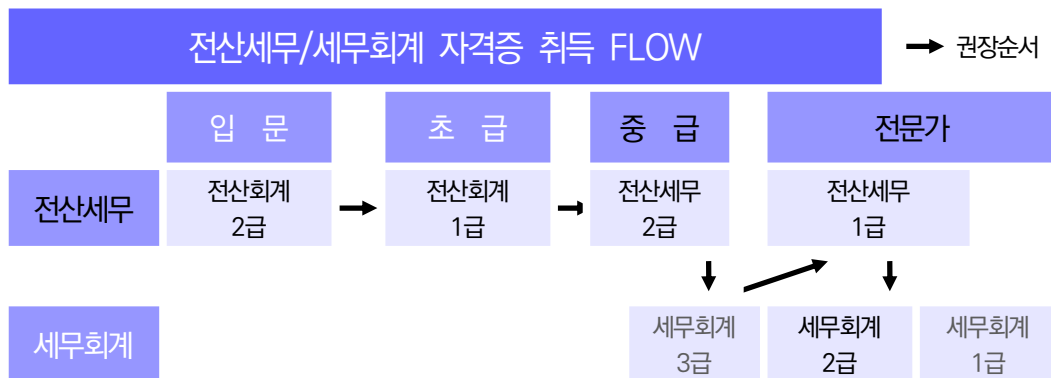 전산세무/세무회계 자격증 취득 FLOW
권장순서
입 문
초 급
중 급
전문가
전산세무
전산회계
2급
전산회계
1급
전산세무
2급
전산세무
1급
세무회계
세무회계
3급
세무회계
2급
세무회계
1급